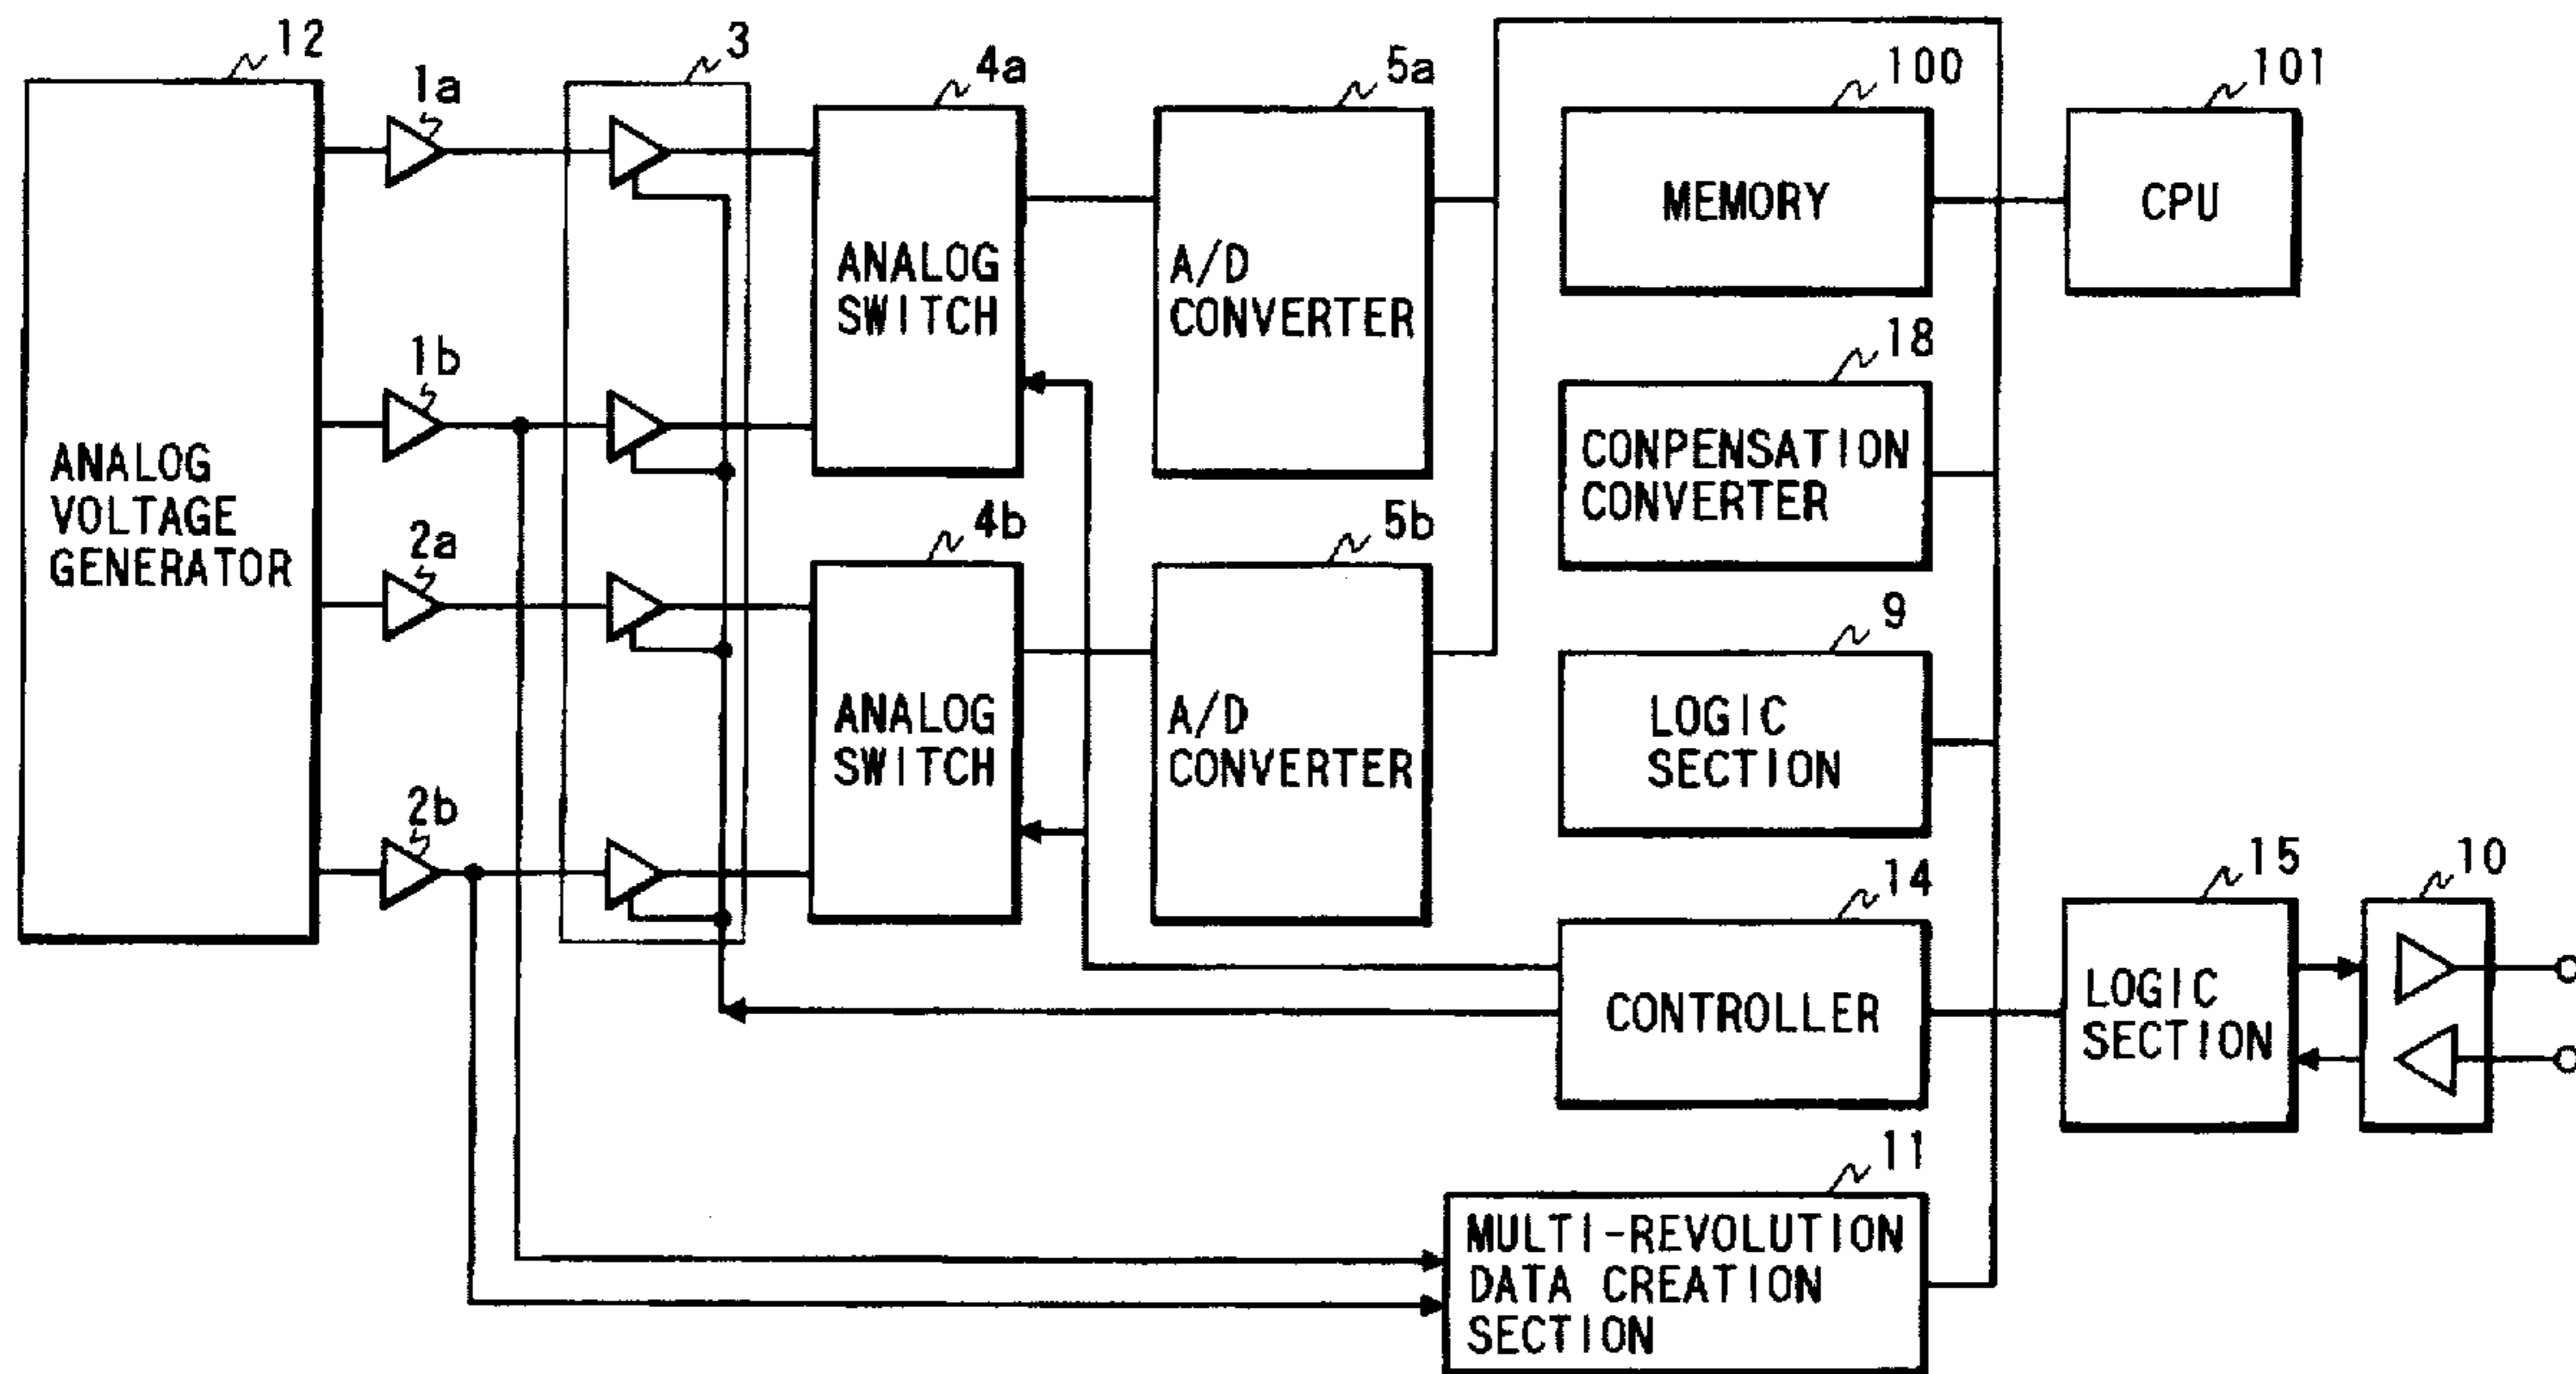 12
3
4a
5a
100
101
1a
MEMORY
CPU
ANALOG
SWITCH
A/D
CONVERTER
18
1b
CONPENSATION
CONVERTER
ANALOG
VOLTAGE
GENERATOR
2a
4b
5b
9
ANALOG
SWITCH
A/D
CONVERTER
LOGIC
SECTION
2b
14
15
10
CONTROLLER
LOGIC
SECTION
11
MULTI-REVOLUTION
DATA CREATION
SECTION